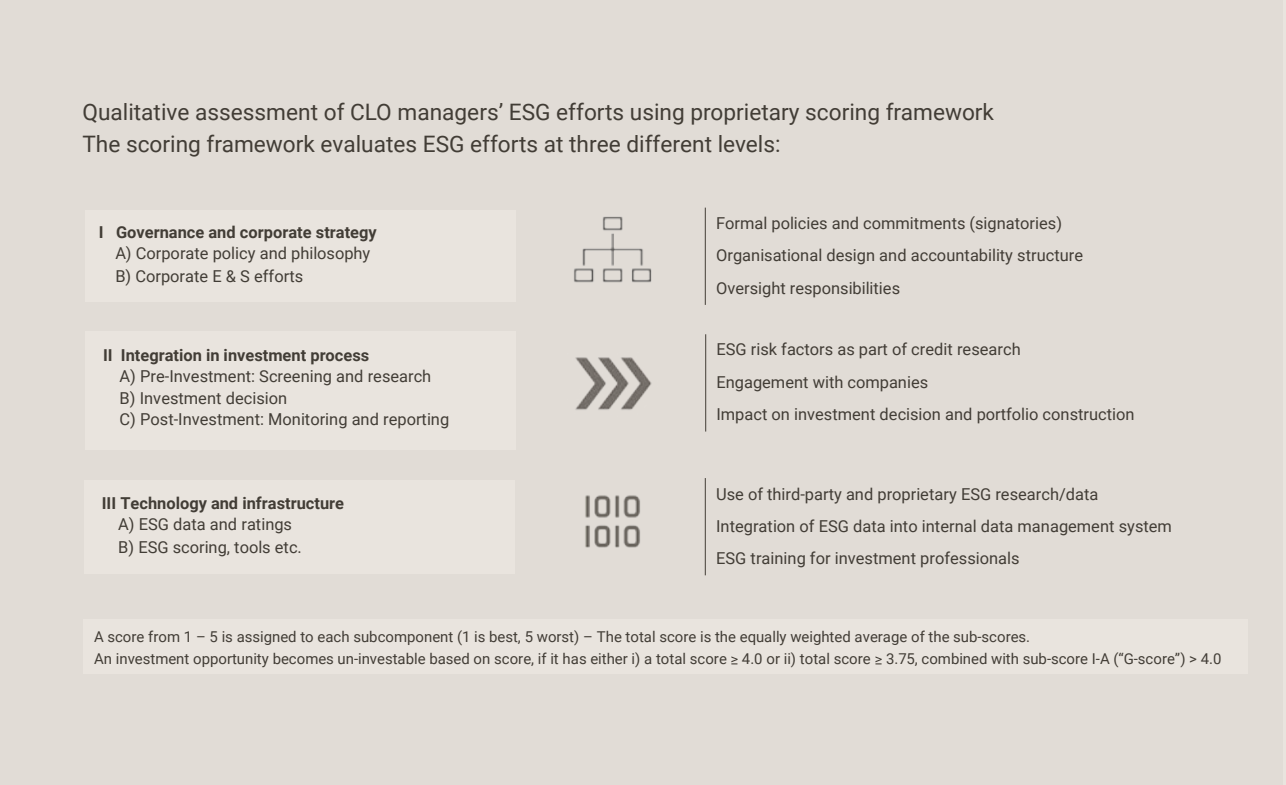 Qualitative assessment of CLO managers’ ESG efforts using proprietary scoring framework
The scoring framework evaluates ESG efforts at three different levels:
I Governance and corporate strategy
A) Corporate policy and philosophy
B) Corporate E & S efforts
Formal policies and commitments (signatories)
Organisational design and accountability structure
Oversight responsibilities
II Integration in investment process
A) Pre-Investment: Screening and research
B) Investment decision
C) Post-Investment: Monitoring and reporting
ESG risk factors as part of credit research
Engagement with companies
Impact on investment decision and portfolio construction
III Technology and infrastructure
A) ESG data and ratings
B) ESG scoring, tools etc.
1010
1010
Use of third-party and proprietary ESG research/data
Integration of ESG data into internal data management system
ESG training for investment professionals
A score from 1 – 5 is assigned to each subcomponent (1 is best, 5 worst) – The total score is the equally weighted average of the sub-scores.
An investment opportunity becomes un-investable based on score, if it has either i) a total score ≥ 4.0 or ii) total score ≥ 3.75, combined with sub-score I-A (“G-score”) > 4.0